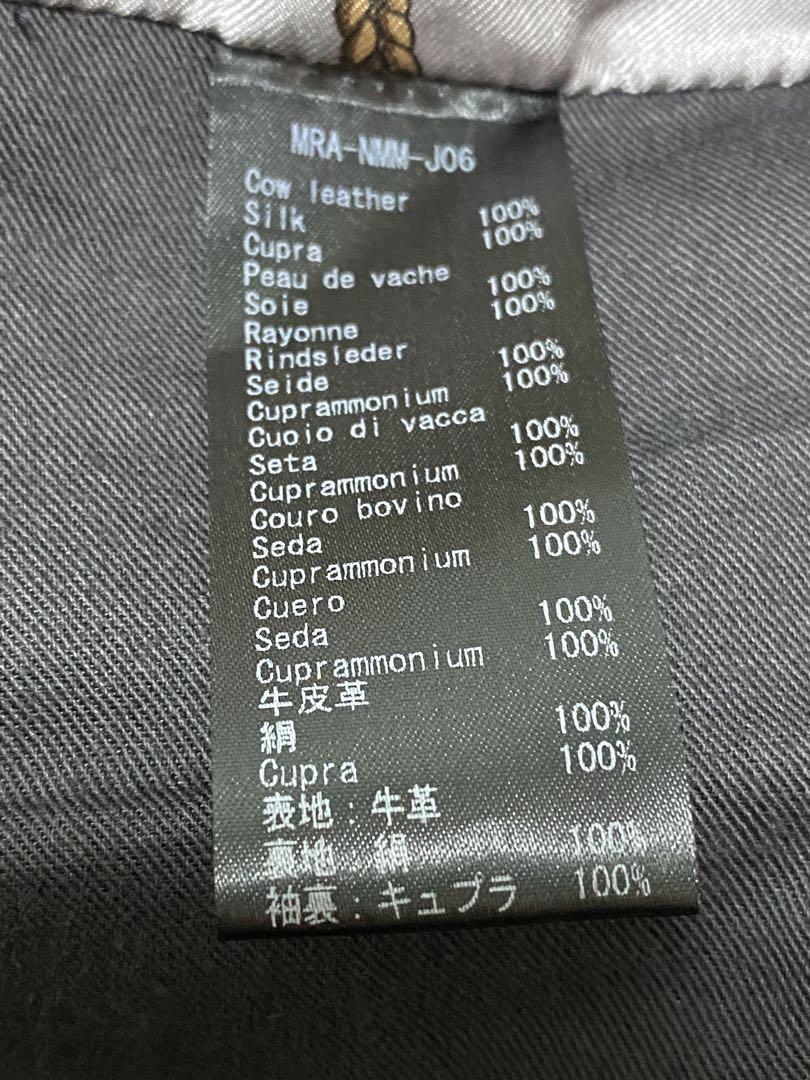 MRA-NMM-J06
Cow leather
Silk 100%
Cupra 100%
Peau de vache
Soie 100%
Rayonne 100%
Rindsleder
Seide 100%
Cuprammonium 100%
Cuoio di vacca
Seta 100%
Cuprammonium 100%
Couro bovino
Seda 100%
Cuprammonium 100%
Cuero
Seda 100%
Cuprammonium 100%
牛皮革
網 100%
Cupra 100%
表地:牛革
裏地:絹 100%
袖裏:キュプラ 100%